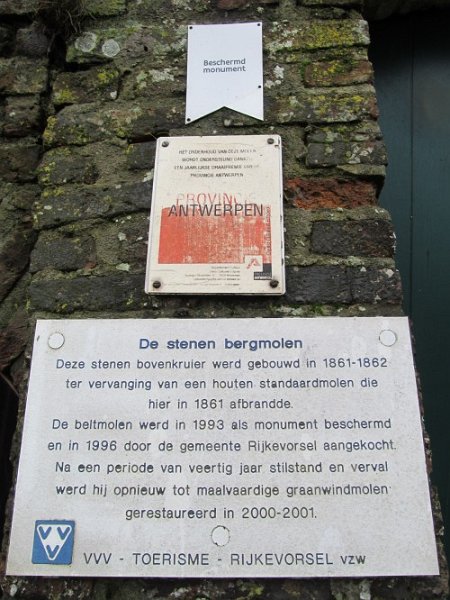 Beschermd
monument
HET ONDERHOUD VAN DEZE MOLEN
WORDT ONDERSTEUND DANKZIJ
EEN JAARLIJKSE DRAAIPREMIE VAN DE
PROVINCIE ANTWERPEN
PROVINCIE
ANTWERPEN
De stenen bergmolen
Deze stenen bovenkruier werd gebouwd in 1861-1862
ter vervanging van een houten standaardmolen die
hier in 1861 afbrandde.
De beltmolen werd in 1993 als monument beschermd
en in 1996 door de gemeente Rijkevorsel aangekocht.
Na een periode van veertig jaar stilstand en verval
werd hij opnieuw tot maalvaardige graanwindmolen
gerestaureerd in 2000-2001.
VVV
VVV - TOERISME - RIJKEVORSEL vzw